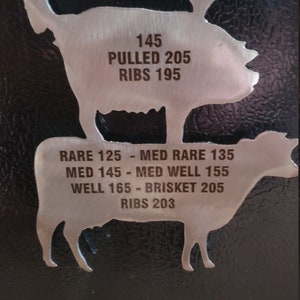 145
PULLED 205
RIBS 195
RARE 125 - MED RARE 135
MED 145 - MED WELL 155
WELL 165 - BRISKET 205
RIBS 203